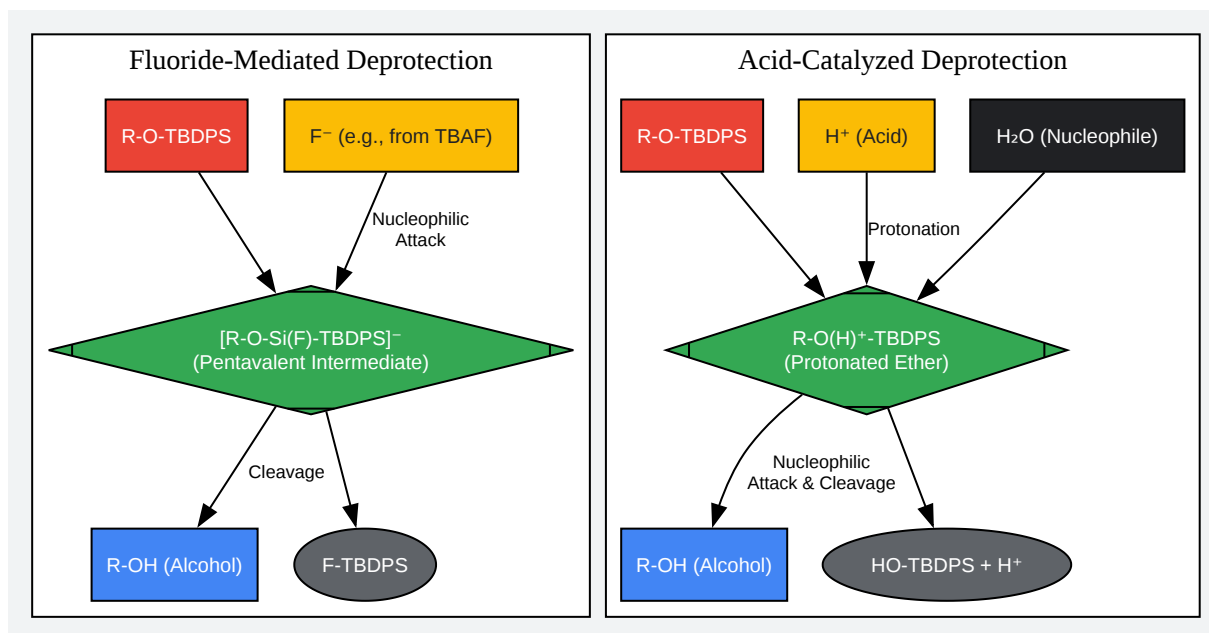 Fluoride-Mediated Deprotection
R-O-TBDPS
F⁻ (e.g., from TBAF)
Nucleophilic
Attack
[R-O-Si(F)-TBDPS]⁻
(Pentavalent Intermediate)
Cleavage
R-OH (Alcohol)
F-TBDPS
Acid-Catalyzed Deprotection
R-O-TBDPS
H⁺ (Acid)
H₂O (Nucleophile)
Protonation
R-O(H)⁺-TBDPS
(Protonated Ether)
Nucleophilic
Attack & Cleavage
R-OH (Alcohol)
HO-TBDPS + H⁺